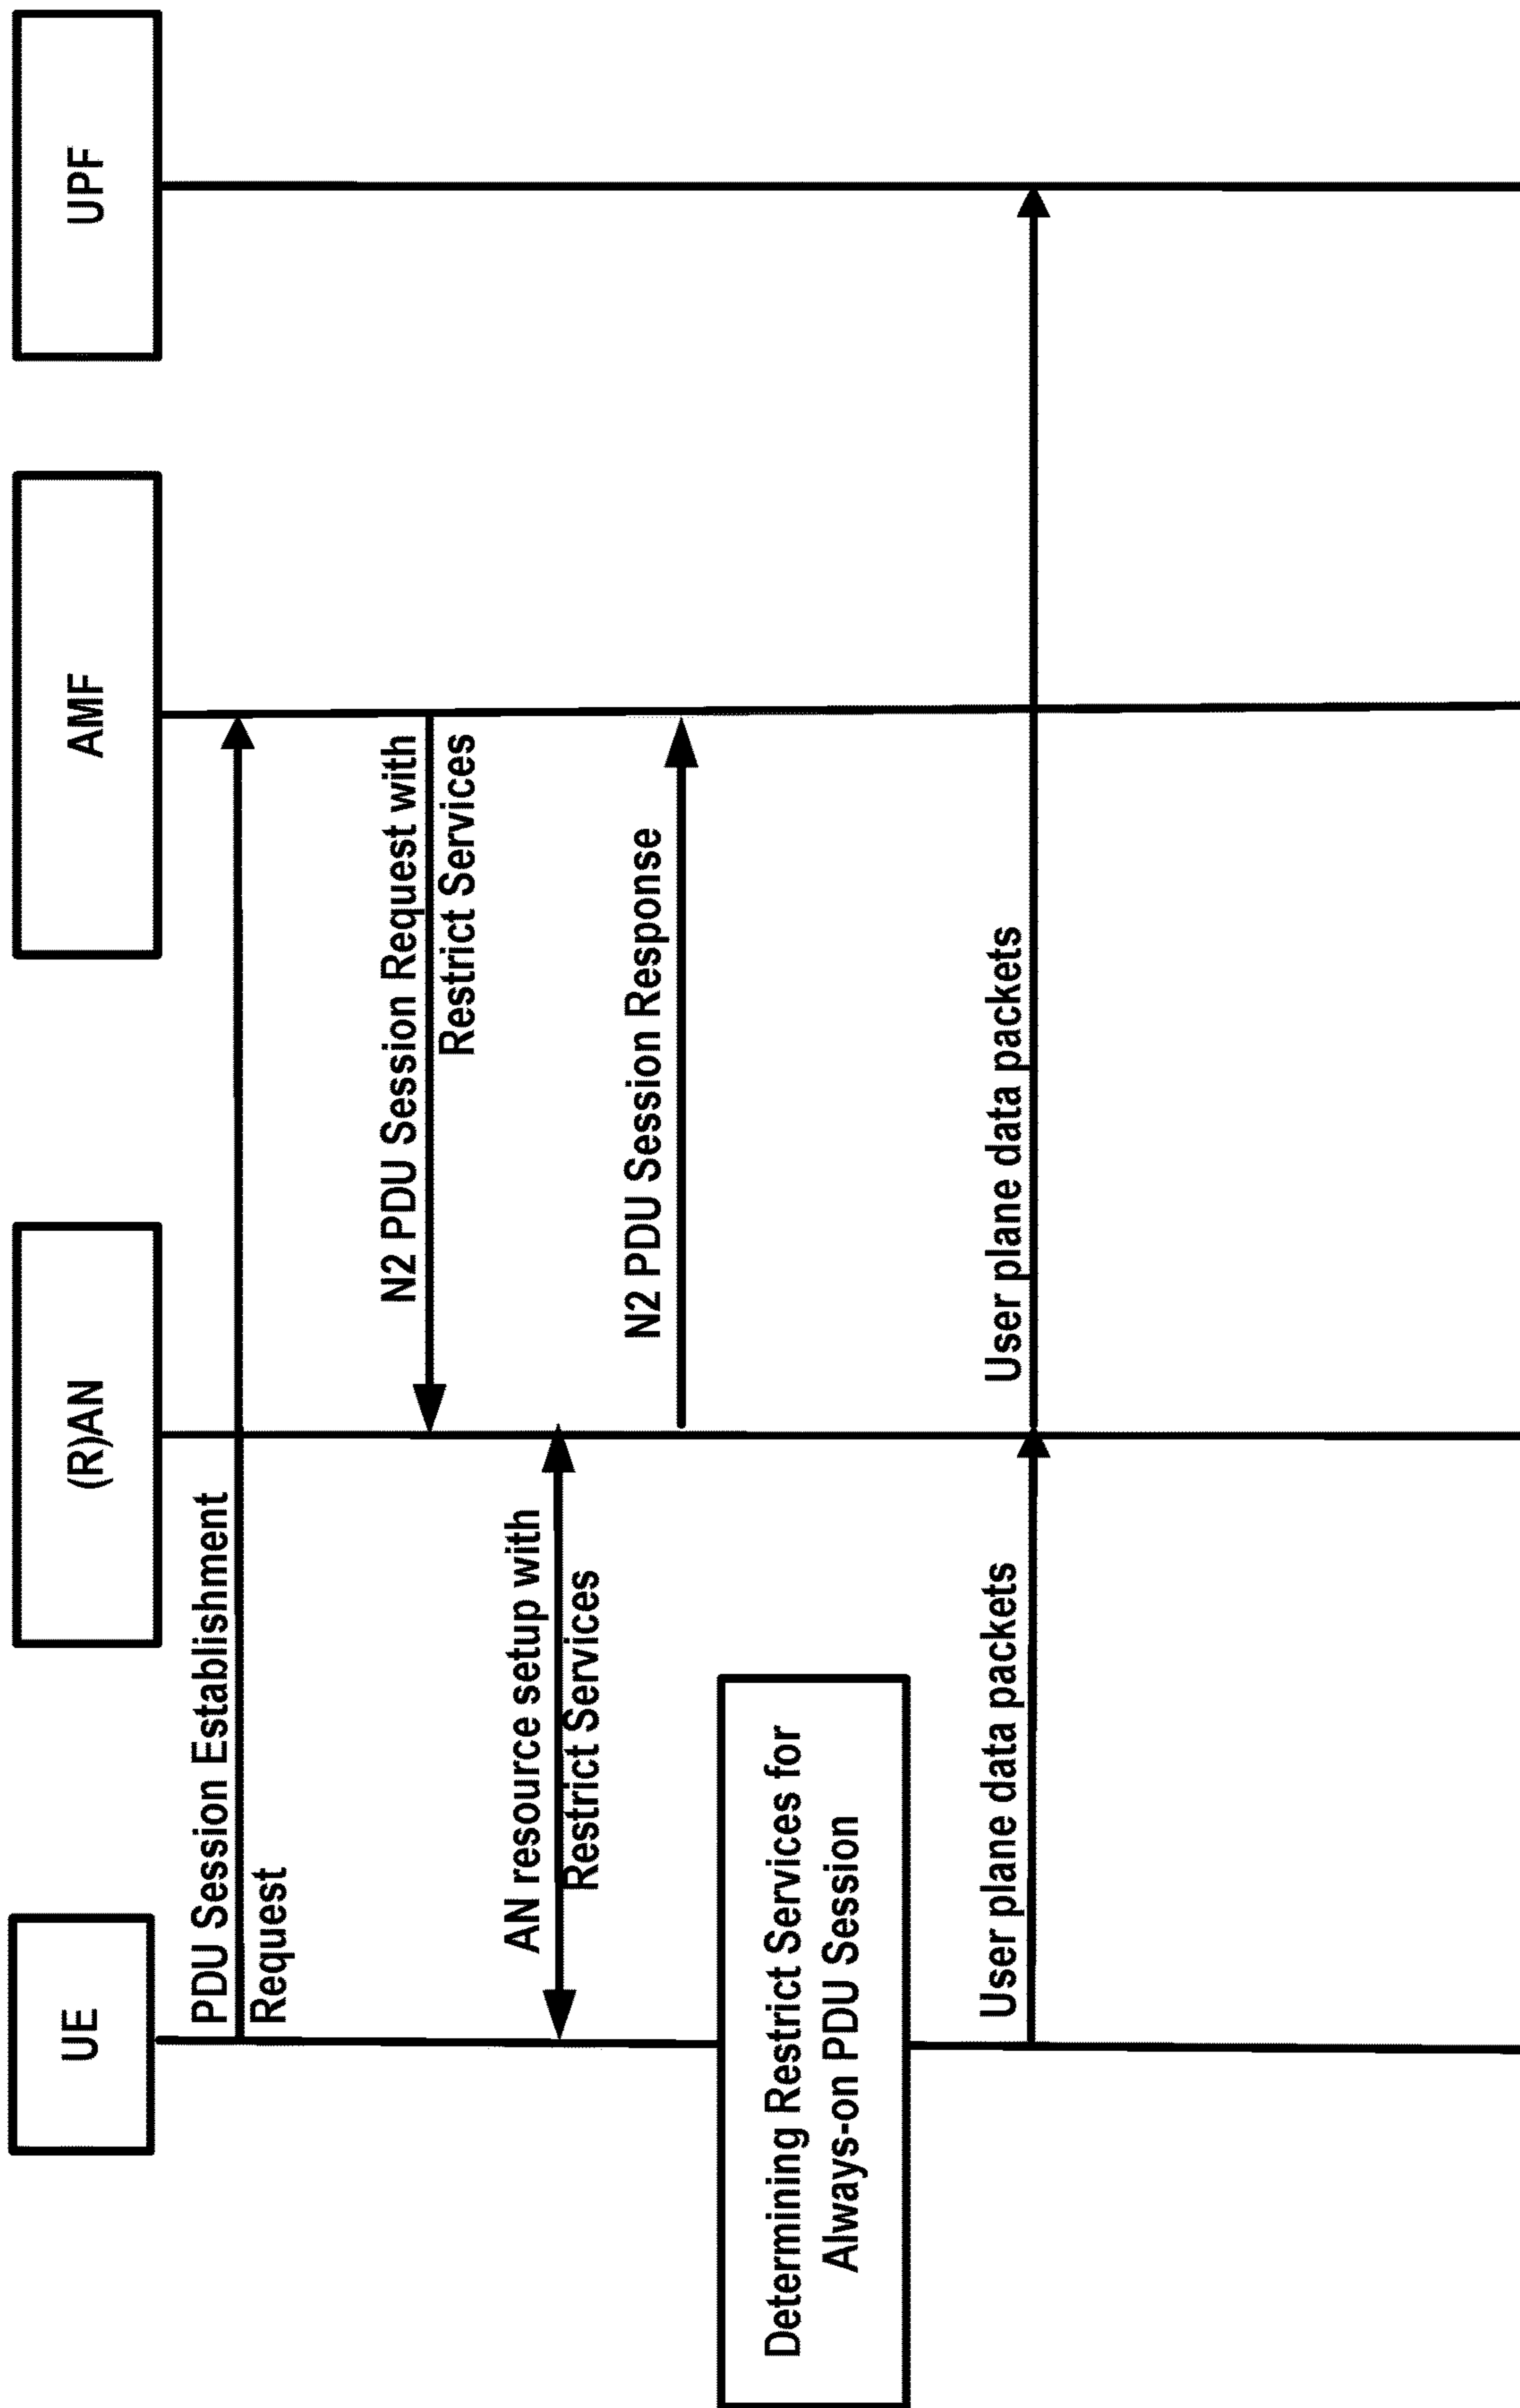 UE
(R)AN
AMF
UPF
PDU Session Establishment
Request
N2 PDU Session Request with
Restrict Services
AN resource setup with
Restrict Services
N2 PDU Session Response
Determining Restrict Services for
Always-on PDU Session
User plane data packets
User plane data packets